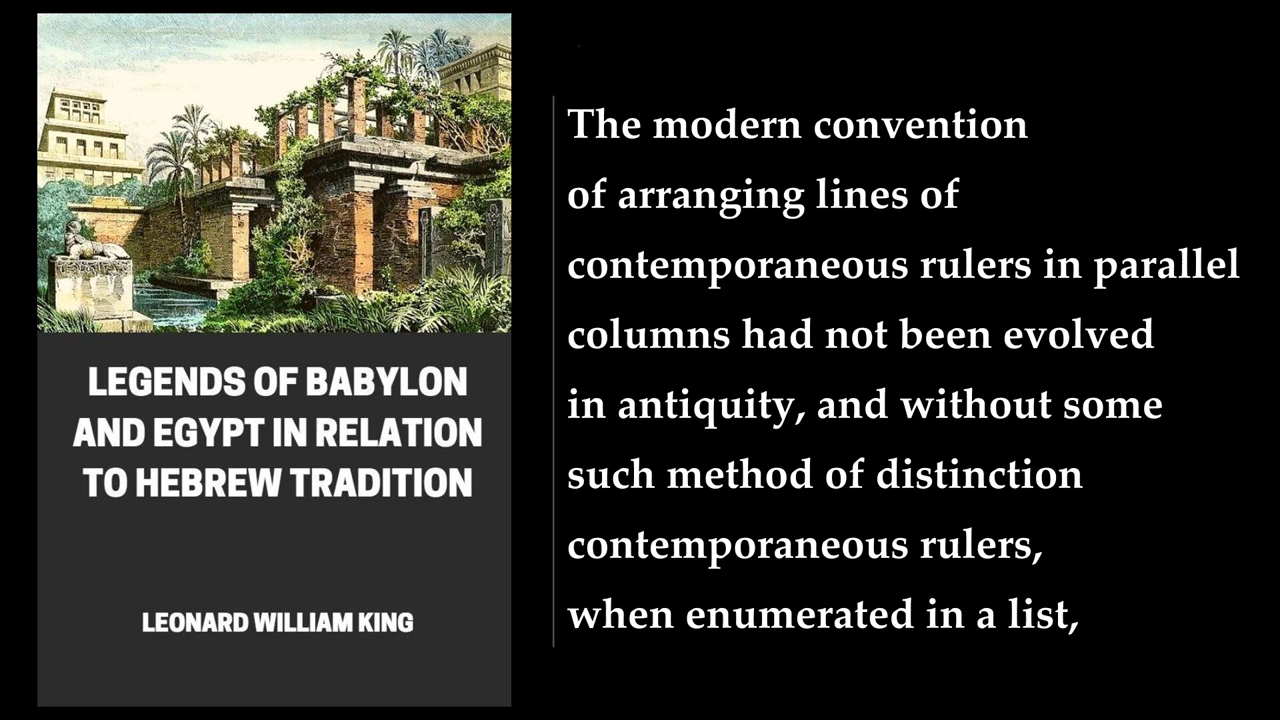 LEGENDS OF BABYLON
AND EGYPT IN RELATION
TO HEBREW TRADITION
LEONARD WILLIAM KING
The modern convention
of arranging lines of
contemporaneous rulers in parallel
columns had not been evolved
in antiquity, and without some
such method of distinction
contemporaneous rulers,
when enumerated in a list,